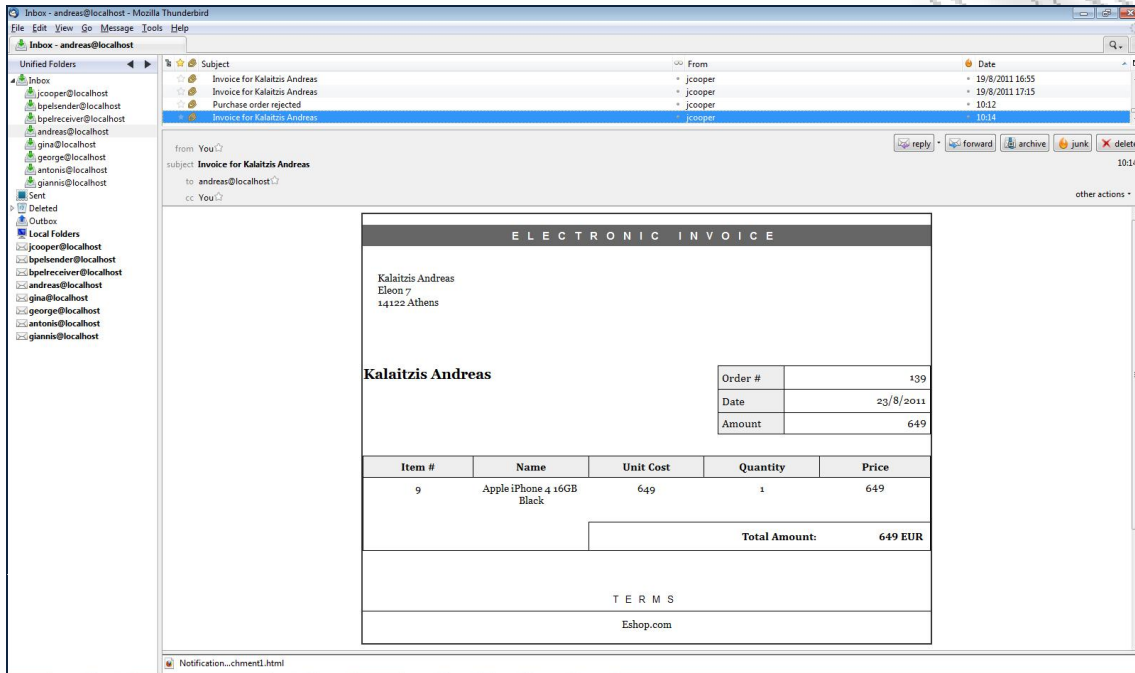 Inbox - andreas@localhost - Mozilla Thunderbird
File Edit View Go Message Tools Help
Inbox - andreas@localhost
Unified Folders
Inbox
jcooper@localhost
bpelsender@localhost
bpelreceiver@localhost
andreas@localhost
gina@localhost
george@localhost
antonis@localhost
giannis@localhost
Sent
Deleted
Outbox
Local Folders
jcooper@localhost
bpelsender@localhost
bpelreceiver@localhost
andreas@localhost
gina@localhost
george@localhost
antonis@localhost
giannis@localhost
Subject From Date
Invoice for Kalaitzis Andreas jcooper 19/8/2011 16:55
Invoice for Kalaitzis Andreas jcooper 19/8/2011 17:15
Purchase order rejected jcooper 10:12
Invoice for Kalaitzis Andreas jcooper 10:14
reply forward archive junk delete
from You
subject Invoice for Kalaitzis Andreas 10:14
to andreas@localhost
cc You other actions
ELECTRONIC INVOICE
Kalaitzis Andreas
Eleon 7
14122 Athens
Kalaitzis Andreas
Order # 139
Date 23/8/2011
Amount 649
Item # Name Unit Cost Quantity Price
9 Apple iPhone 4 16GB 649 1 649
Black
Total Amount: 649 EUR
TERMS
Eshop.com
Notification...chment1.html